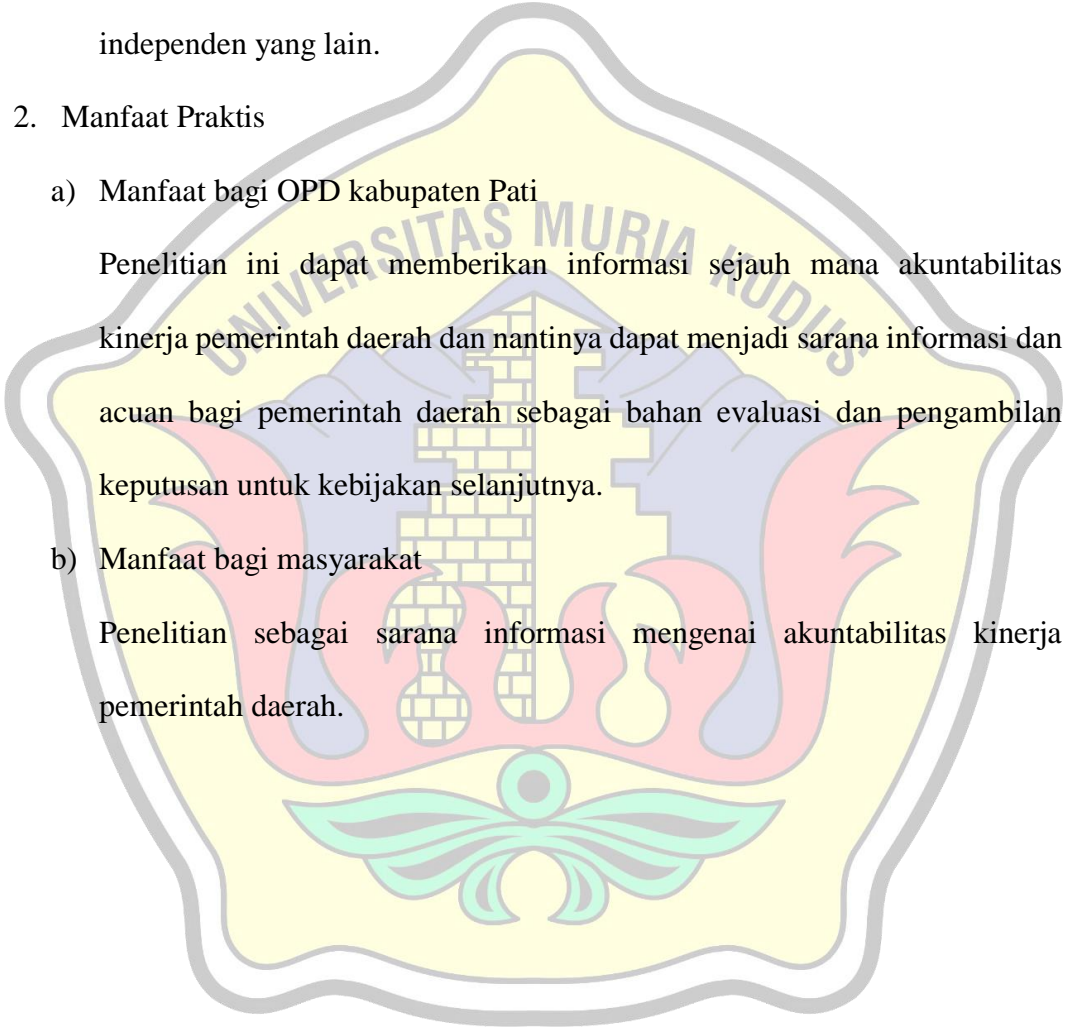 independen yang lain.
2. Manfaat Praktis
a) Manfaat bagi OPD kabupaten Pati
UNIVERSITAS MURIA KUDUS
Penelitian ini dapat memberikan informasi sejauh mana akuntabilitas
kinerja pemerintah daerah dan nantinya dapat menjadi sarana informasi dan
acuan bagi pemerintah daerah sebagai bahan evaluasi dan pengambilan
keputusan untuk kebijakan selanjutnya.
b) Manfaat bagi masyarakat
Penelitian sebagai sarana informasi mengenai akuntabilitas kinerja
pemerintah daerah.